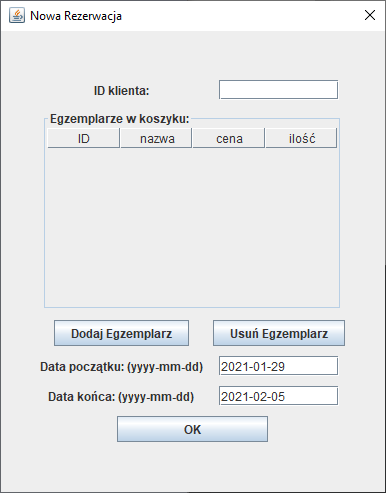 Nowa Rezerwacja
ID klienta:
Egzemplarze w koszyku:
ID nazwa cena ilość
Dodaj Egzemplarz Usuń Egzemplarz
Data początku: (yyyy-mm-dd) 2021-01-29
Data końca: (yyyy-mm-dd) 2021-02-05
OK